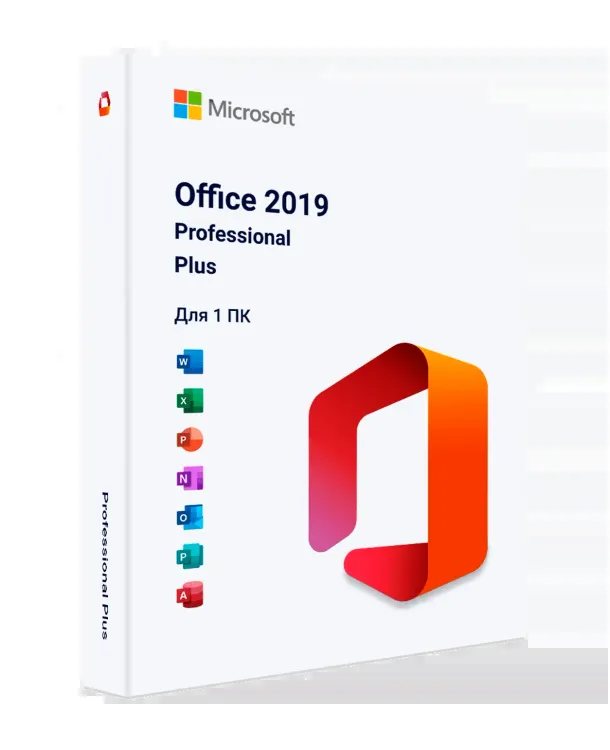 Microsoft
Office 2019
Professional
Plus
Для 1 ПК
W
X
P
N
O
P
A
Professional Plus